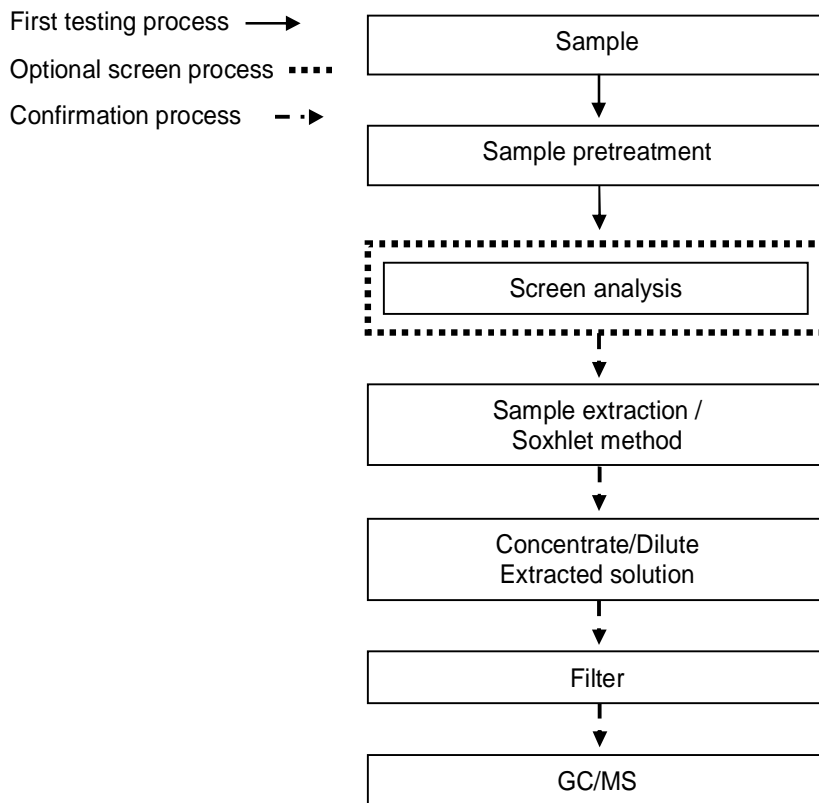 First testing process
Optional screen process
Confirmation process
Sample
Sample pretreatment
Screen analysis
Sample extraction /
Soxhlet method
Concentrate/Dilute
Extracted solution
Filter
GC/MS